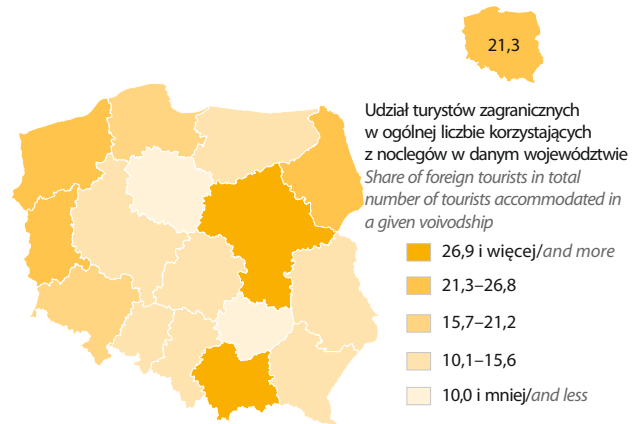 21,3
Udział turystów zagranicznych
w ogólnej liczbie korzystających
z noclegów w danym województwie
Share of foreign tourists in total
number of tourists accommodated in
a given voivodship
26,9 i więcej/and more
21,3–26,8
15,7–21,2
10,1–15,6
10,0 i mniej/and less